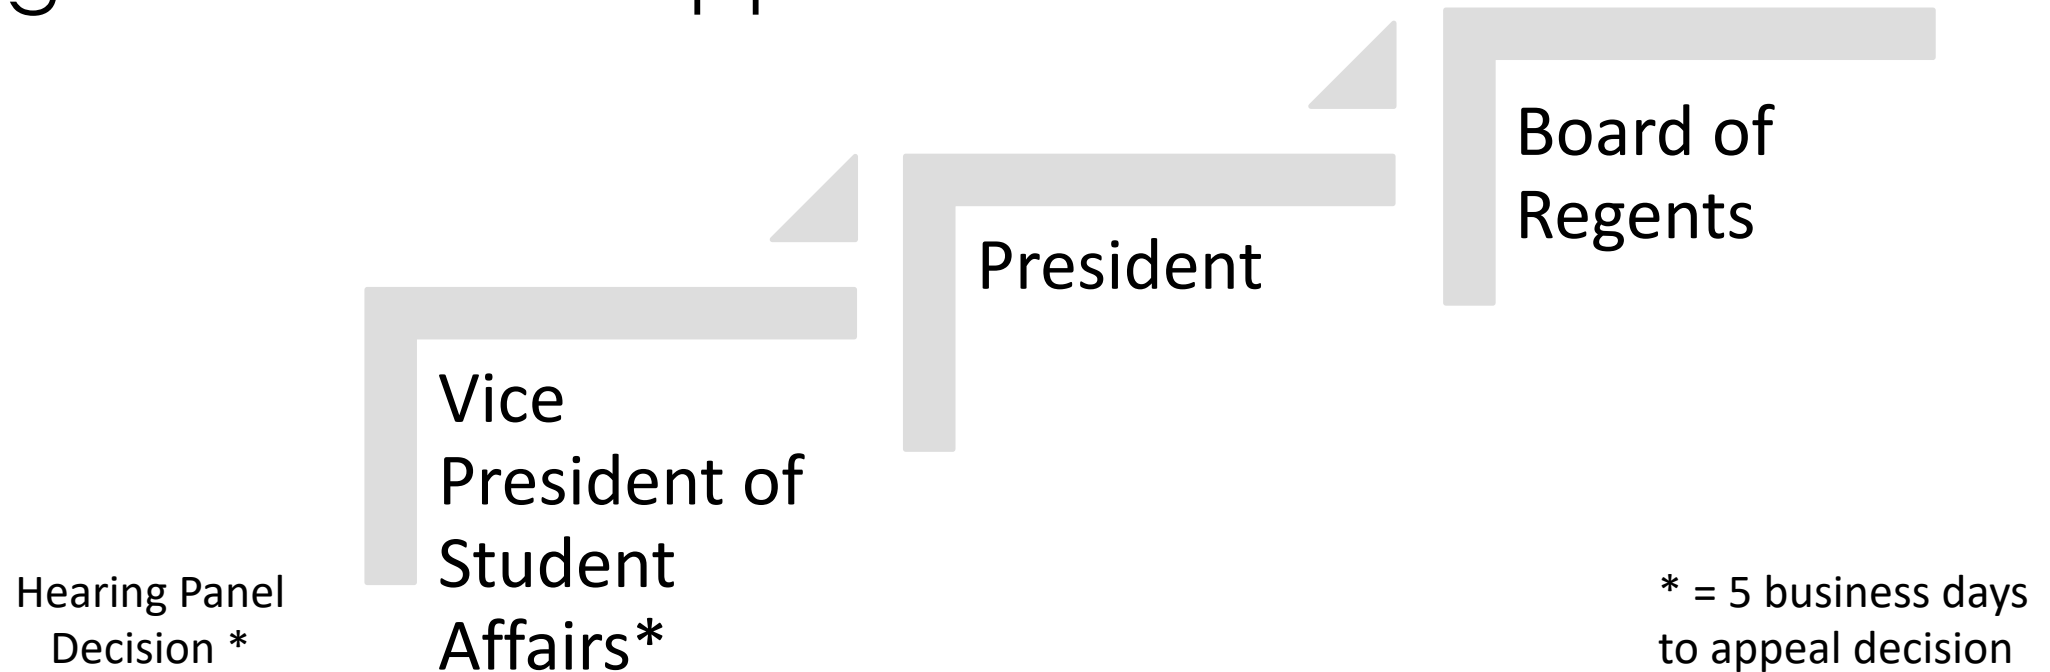 Board of
Regents
President
Vice
President of
Student
Affairs*
Hearing Panel
Decision *
* = 5 business days
to appeal decision